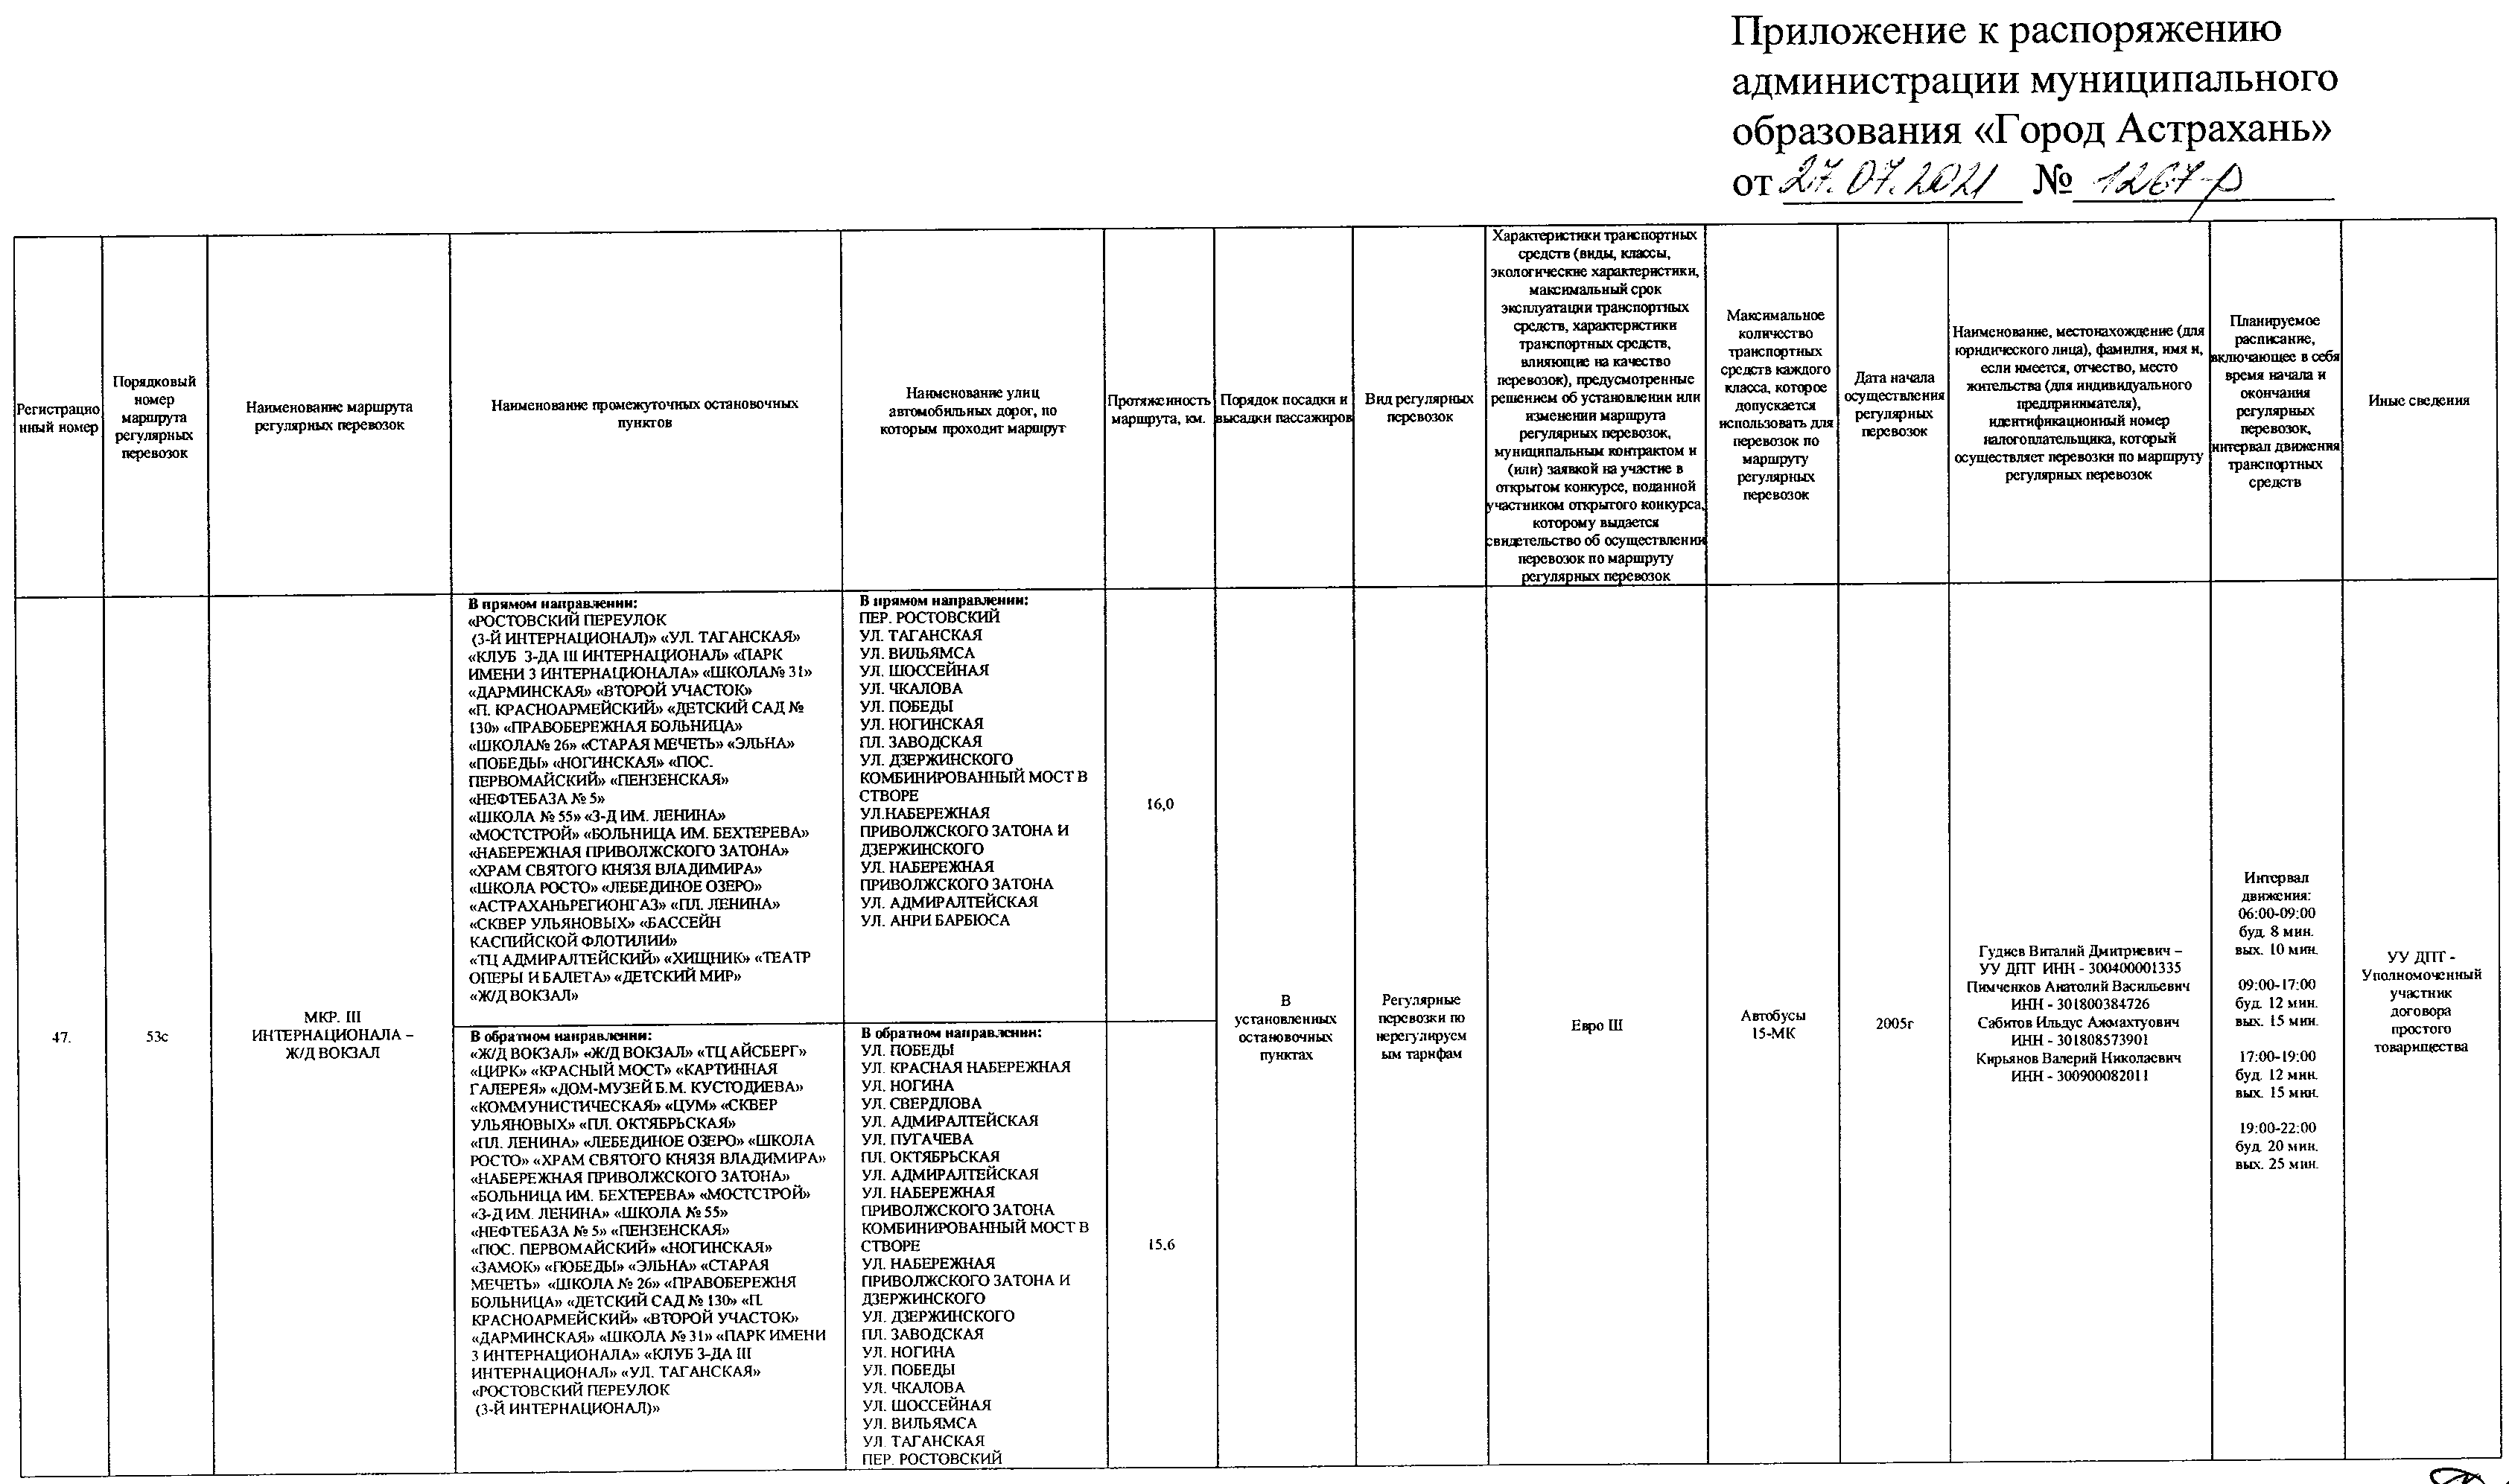 Приложение к распоряжению
администрации муниципального
образования «Город Астрахань»
от 27.07.2021 № 1267-р
Регистрацио
нный номер
Порядковый
номер
маршрута
регулярных
перевозок
Наименование маршрута
регулярных перевозок
Наименование промежуточных остановочных
пунктов
Наименование улиц
автомобильных дорог, по
которым проходит маршрут
Протяженность
маршрута, км.
Порядок посадки и
высадки пассажиров
Вид регулярных
перевозок
Характеристики транспортных
средств (виды, классы,
экологические характеристики,
максимальный срок
эксплуатации транспортных
средств, характеристики
транспортных средств,
влияющие на качество
перевозок), предусмотренные
решением об установлении или
изменении маршрута
регулярных перевозок,
муниципальным контрактом и
(или) заявкой на участие в
открытом конкурсе, поданной
участником открытого конкурса,
которому выдается
свидетельство об осуществлении
перевозок по маршруту
регулярных перевозок
Максимальное
количество
транспортных
средств каждого
класса, которое
допускается
использовать для
перевозок по
маршруту
регулярных
перевозок
Дата начала
осуществления
регулярных
перевозок
Наименование, местонахождение (для
юридического лица), фамилия, имя и,
если имеется, отчество, место
жительства (для индивидуального
предпринимателя),
идентификационный номер
налогоплательщика, который
осуществляет перевозки по маршруту
регулярных перевозок
Планируемое
расписание,
включающее в себя
время начала и
окончания
регулярных
перевозок,
интервал движения
транспортных
средств
Иные сведения
47.
53с
МКР. III
ИНТЕРНАЦИОНАЛА –
Ж/Д ВОКЗАЛ
В прямом направлении:
«РОСТОВСКИЙ ПЕРЕУЛОК
(3-Й ИНТЕРНАЦИОНАЛ)» «УЛ. ТАГАНСКАЯ»
«КЛУБ З-ДА III ИНТЕРНАЦИОНАЛ» «ПАРК
ИМЕНИ 3 ИНТЕРНАЦИОНАЛА» «ШКОЛА№ 31»
«ДАРМИНСКАЯ» «ВТОРОЙ УЧАСТОК»
«П. КРАСНОАРМЕЙСКИЙ» «ДЕТСКИЙ САД №
130» «ПРАВОБЕРЕЖНАЯ БОЛЬНИЦА»
«ШКОЛА№ 26» «СТАРАЯ МЕЧЕТЬ» «ЭЛЬНА»
«ПОБЕДЫ» «НОГИНСКАЯ» «ПОС.
ПЕРВОМАЙСКИЙ» «ПЕНЗЕНСКАЯ»
«НЕФТЕБАЗА № 5»
«ШКОЛА № 55» «З-Д ИМ. ЛЕНИНА»
«МОСТСТРОЙ» «БОЛЬНИЦА ИМ. БЕХТЕРЕВА»
«НАБЕРЕЖНАЯ ПРИВОЛЖСКОГО ЗАТОНА»
«ХРАМ СВЯТОГО КНЯЗЯ ВЛАДИМИРА»
«ШКОЛА РОСТО» «ЛЕБЕДИНОЕ ОЗЕРО»
«АСТРАХАНЬРЕГИОНГАЗ» «ПЛ. ЛЕНИНА»
«СКВЕР УЛЬЯНОВЫХ» «БАССЕЙН
КАСПИЙСКОЙ ФЛОТИЛИИ»
«ТЦ АДМИРАЛТЕЙСКИЙ» «ХИЩНИК» «ТЕАТР
ОПЕРЫ И БАЛЕТА» «ДЕТСКИЙ МИР»
«Ж/Д ВОКЗАЛ»
В прямом направлении:
ПЕР. РОСТОВСКИЙ
УЛ. ТАГАНСКАЯ
УЛ. ВИЛЬЯМСА
УЛ. ШОССЕЙНАЯ
УЛ. ЧКАЛОВА
УЛ. ПОБЕДЫ
УЛ. НОГИНСКАЯ
ПЛ. ЗАВОДСКАЯ
УЛ. ДЗЕРЖИНСКОГО
КОМБИНИРОВАННЫЙ МОСТ В
СТВОРЕ
УЛ.НАБЕРЕЖНАЯ
ПРИВОЛЖСКОГО ЗАТОНА И
ДЗЕРЖИНСКОГО
УЛ. НАБЕРЕЖНАЯ
ПРИВОЛЖСКОГО ЗАТОНА
УЛ. АДМИРАЛТЕЙСКАЯ
УЛ. АНРИ БАРБЮСА
16,0
В обратном направлении:
«Ж/Д ВОКЗАЛ» «Ж/Д ВОКЗАЛ» «ТЦ АЙСБЕРГ»
«ЦИРК» «КРАСНЫЙ МОСТ» «КАРТИННАЯ
ГАЛЕРЕЯ» «ДОМ-МУЗЕЙ Б.М. КУСТОДИЕВА»
«КОММУНИСТИЧЕСКАЯ» «ЦУМ» «СКВЕР
УЛЬЯНОВЫХ» «ПЛ. ОКТЯБРЬСКАЯ»
«ПЛ. ЛЕНИНА» «ЛЕБЕДИНОЕ ОЗЕРО» «ШКОЛА
РОСТО» «ХРАМ СВЯТОГО КНЯЗЯ ВЛАДИМИРА»
«НАБЕРЕЖНАЯ ПРИВОЛЖСКОГО ЗАТОНА»
«БОЛЬНИЦА ИМ. БЕХТЕРЕВА» «МОСТСТРОЙ»
«З-Д ИМ. ЛЕНИНА» «ШКОЛА № 55»
«НЕФТЕБАЗА № 5» «ПЕНЗЕНСКАЯ»
«ПОС. ПЕРВОМАЙСКИЙ» «НОГИНСКАЯ»
«ЗАМОК» «ПОБЕДЫ» «ЭЛЬНА» «СТАРАЯ
МЕЧЕТЬ» «ШКОЛА № 26» «ПРАВОБЕРЕЖНЯ
БОЛЬНИЦА» «ДЕТСКИЙ САД № 130» «П.
КРАСНОАРМЕЙСКИЙ» «ВТОРОЙ УЧАСТОК»
«ДАРМИНСКАЯ» «ШКОЛА № 31» «ПАРК ИМЕНИ
3 ИНТЕРНАЦИОНАЛА» «КЛУБ З-ДА III
ИНТЕРНАЦИОНАЛ» «УЛ. ТАГАНСКАЯ»
«РОСТОВСКИЙ ПЕРЕУЛОК
(3-Й ИНТЕРНАЦИОНАЛ)»
В обратном направлении:
УЛ. ПОБЕДЫ
УЛ. КРАСНАЯ НАБЕРЕЖНАЯ
УЛ. НОГИНА
УЛ. СВЕРДЛОВА
УЛ. АДМИРАЛТЕЙСКАЯ
УЛ. ПУГАЧЕВА
ПЛ. ОКТЯБРЬСКАЯ
УЛ. АДМИРАЛТЕЙСКАЯ
УЛ. НАБЕРЕЖНАЯ
ПРИВОЛЖСКОГО ЗАТОНА
КОМБИНИРОВАННЫЙ МОСТ В
СТВОРЕ
УЛ. НАБЕРЕЖНАЯ
ПРИВОЛЖСКОГО ЗАТОНА И
ДЗЕРЖИНСКОГО
УЛ. ДЗЕРЖИНСКОГО
ПЛ. ЗАВОДСКАЯ
УЛ. НОГИНА
УЛ. ПОБЕДЫ
УЛ. ЧКАЛОВА
УЛ. ШОССЕЙНАЯ
УЛ. ВИЛЬЯМСА
УЛ. ТАГАНСКАЯ
ПЕР. РОСТОВСКИЙ
15,6
В
установленных
остановочных
пунктах
Регулярные
перевозки по
нерегулируем
ым тарифам
Евро III
Автобусы
15-МК
2005г
Гудиев Виталий Дмитриевич –
УУ ДПТ ИНН - 300400001335
Пимченков Анатолий Васильевич
ИНН - 301800384726
Сабитов Ильдус Ажмахтуович
ИНН - 301808573901
Кирьянов Валерий Николаевич
ИНН - 300900082011
Интервал
движения:
06:00-09:00
буд. 8 мин.
вых. 10 мин.
09:00-17:00
буд. 12 мин.
вых. 15 мин.
17:00-19:00
буд. 12 мин.
вых. 15 мин.
19:00-22:00
буд. 20 мин.
вых. 25 мин.
УУ ДПТ -
Уполномоченный
участник
договора
простого
товарищества